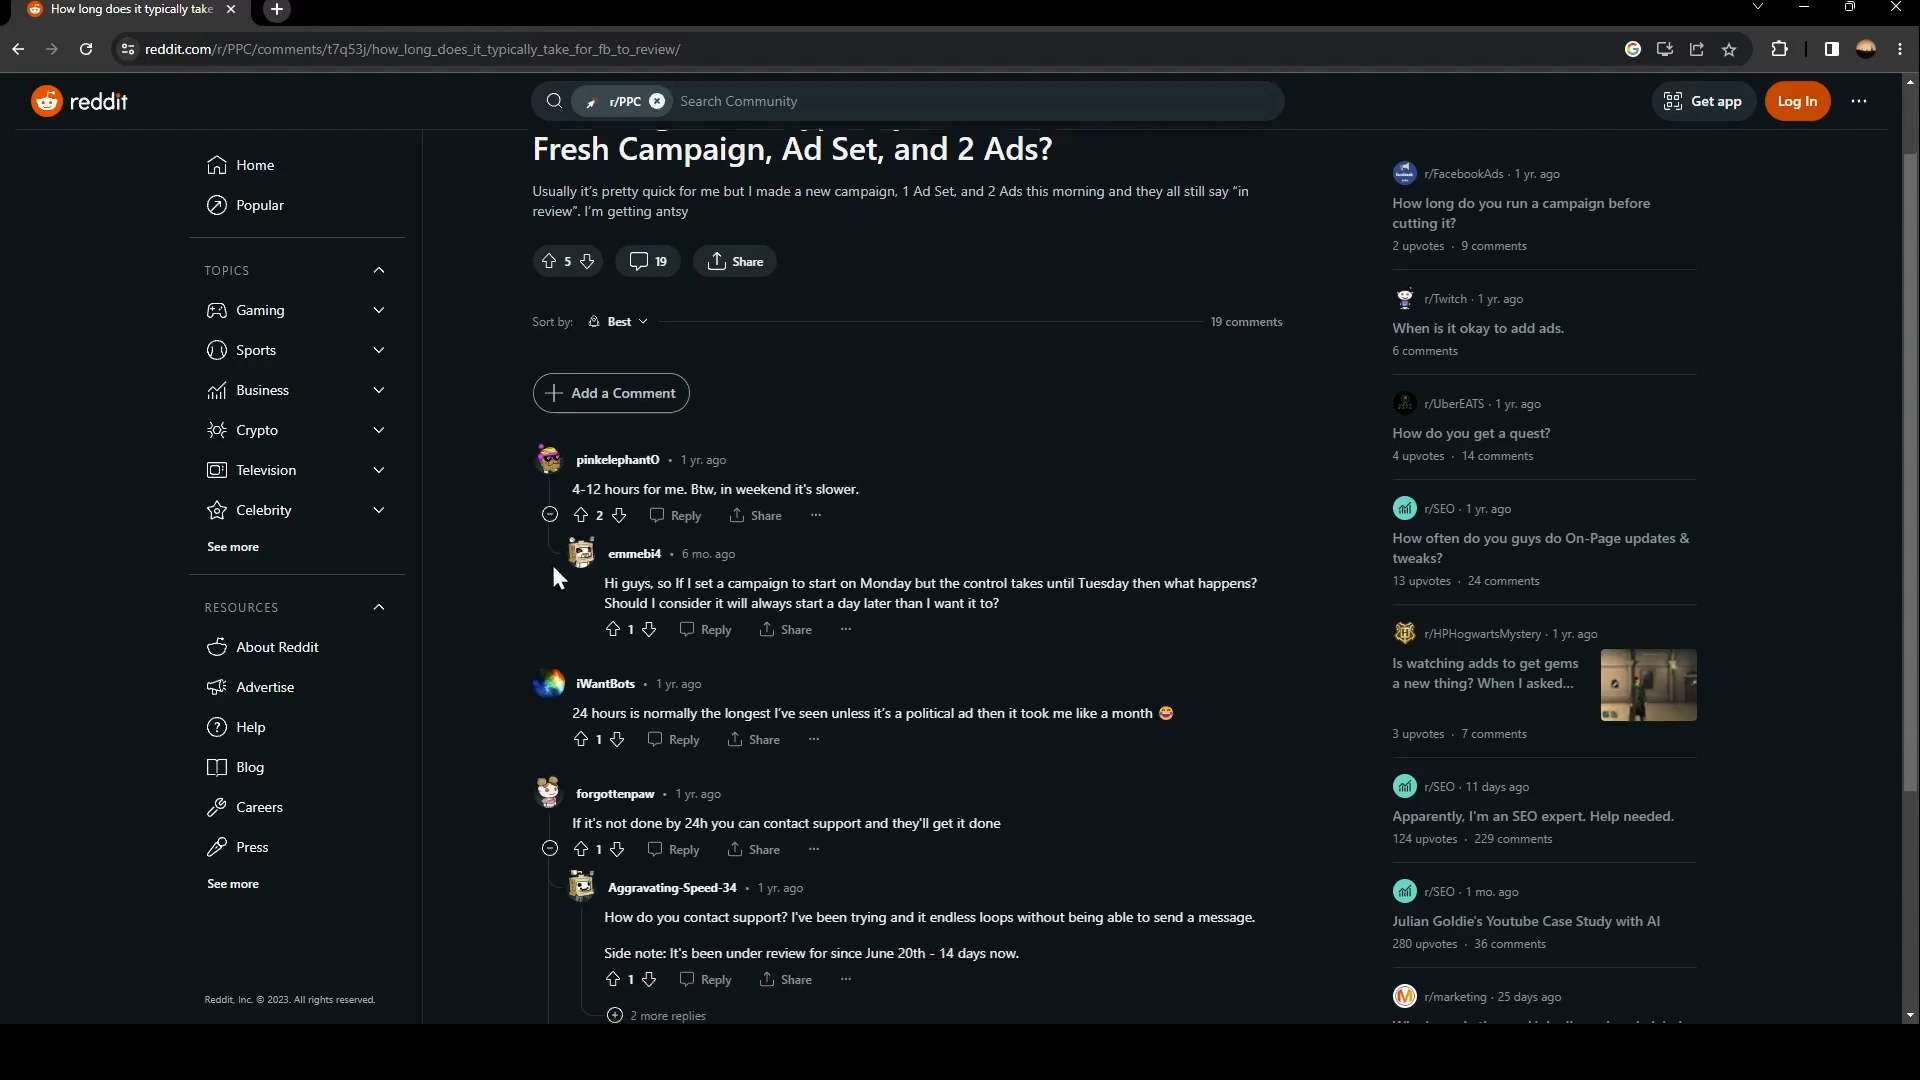 How long does it typically take
reddit.com/r/PPC/comments/t7q53j/how_long_does_it_typically_take_for_fb_to_review/
reddit
r/PPC
Search Community
Get app
Log In
Home
Popular
TOPICS
Gaming
Sports
Business
Crypto
Television
Celebrity
See more
RESOURCES
About Reddit
Advertise
Help
Blog
Careers
Press
See more
Reddit, Inc. © 2023. All rights reserved.
Fresh Campaign, Ad Set, and 2 Ads?
Usually it's pretty quick for me but I made a new campaign, 1 Ad Set, and 2 Ads this morning and they all still say "in
review". I'm getting antsy
5
19
Share
Sort by:
Best
19 comments
Add a Comment
pinkelephantO • 1 yr. ago
4-12 hours for me. Btw, in weekend it's slower.
2
Reply
Share
emmebi4 • 6 mo. ago
Hi guys, so If I set a campaign to start on Monday but the control takes until Tuesday then what happens?
Should I consider it will always start a day later than I want it to?
1
Reply
Share
iWantBots • 1 yr. ago
24 hours is normally the longest I've seen unless it's a political ad then it took me like a month 😂
1
Reply
Share
forgottenpaw • 1 yr. ago
If it's not done by 24h you can contact support and they'll get it done
1
Reply
Share
Aggravating-Speed-34 • 1 yr. ago
How do you contact support? I've been trying and it endless loops without being able to send a message.
Side note: It's been under review for since June 20th - 14 days now.
1
Reply
Share
2 more replies
r/FacebookAds · 1 yr. ago
How long do you run a campaign before
cutting it?
2 upvotes · 9 comments
r/Twitch · 1 yr. ago
When is it okay to add ads.
6 comments
r/UberEATS · 1 yr. ago
How do you get a quest?
4 upvotes · 14 comments
r/SEO · 1 yr. ago
How often do you guys do On-Page updates &
tweaks?
13 upvotes · 24 comments
r/HPHogwartsMystery · 1 yr. ago
Is watching adds to get gems
a new thing? When I asked...
3 upvotes · 7 comments
r/SEO · 11 days ago
Apparently, I'm an SEO expert. Help needed.
124 upvotes · 229 comments
r/SEO · 1 mo. ago
Julian Goldie's Youtube Case Study with AI
280 upvotes · 36 comments
r/marketing · 25 days ago